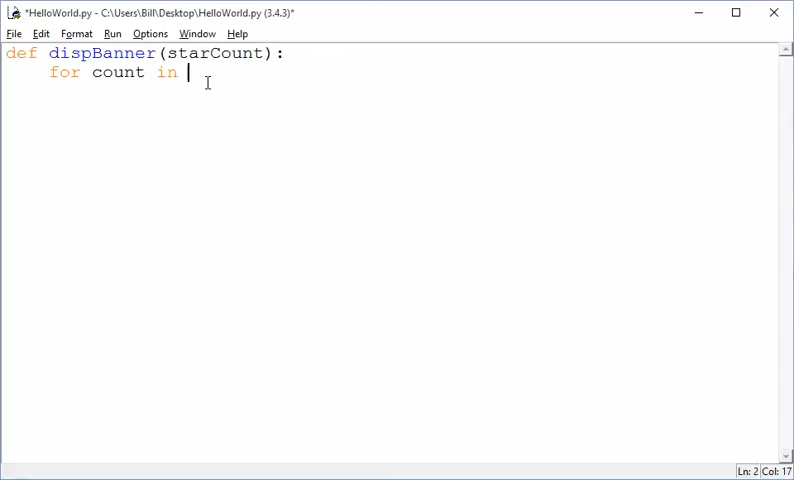 *HelloWorld.py - C:\Users\Bill\Desktop\HelloWorld.py (3.4.3)*
File Edit Format Run Options Window Help
def dispBanner(starCount):
    for count in
Ln: 2 Col: 17